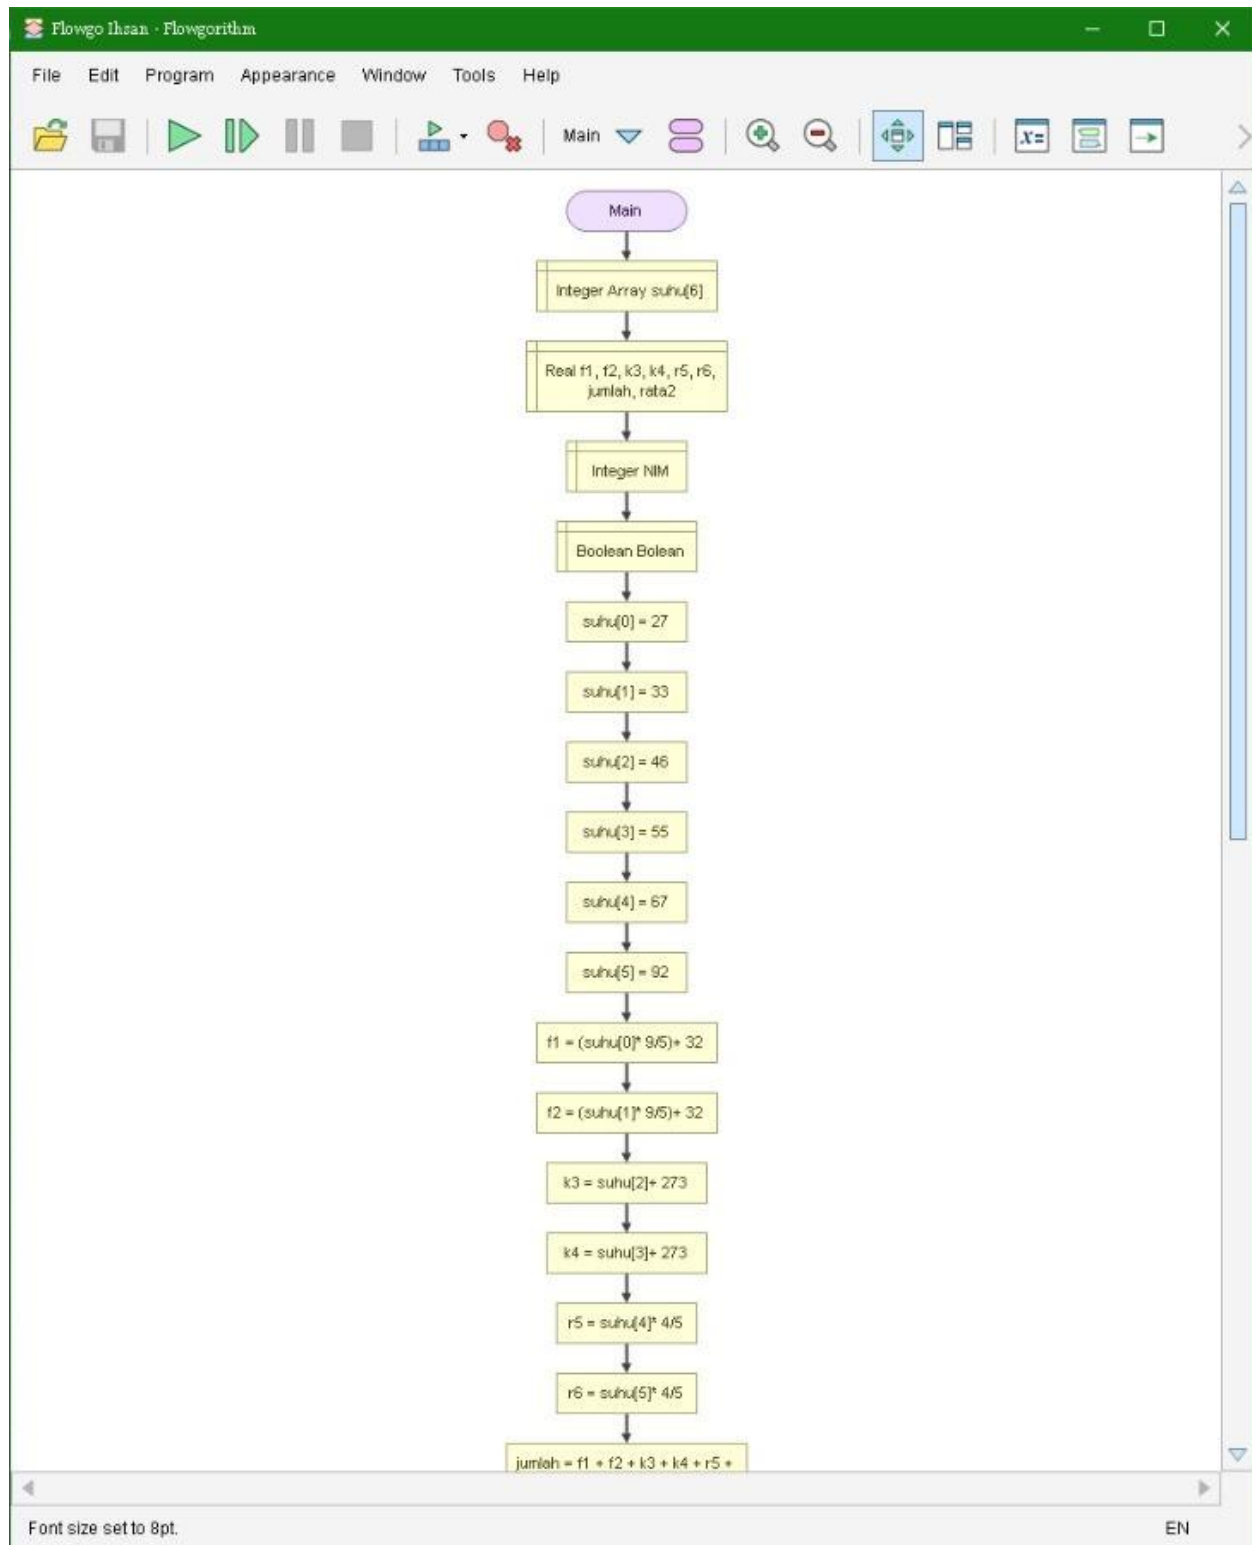 Flowgo Ihsan - Flowgorithm
File Edit Program Appearance Window Tools Help
Main
x=
Main
Integer Array suhu[6]
Real f1, f2, k3, k4, r5, r6,
jumlah, rata2
Integer NIM
Boolean Bolean
suhu[0] = 27
suhu[1] = 33
suhu[2] = 46
suhu[3] = 55
suhu[4] = 67
suhu[5] = 92
f1 = (suhu[0]* 9/5)+ 32
f2 = (suhu[1]* 9/5)+ 32
k3 = suhu[2]+ 273
k4 = suhu[3]+ 273
r5 = suhu[4]* 4/5
r6 = suhu[5]* 4/5
jumlah = f1 + f2 + k3 + k4 + r5 +
Font size set to 8pt.
EN